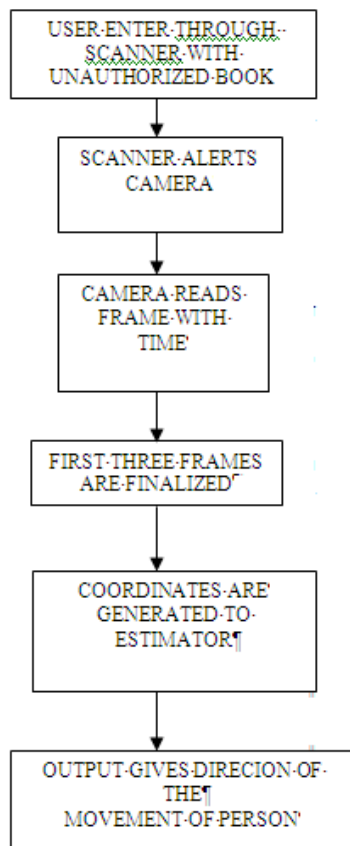 USER ENTER THROUGH
SCANNER WITH
UNAUTHORIZED BOOK
SCANNER ALERTS
CAMERA
CAMERA READS
FRAME WITH
TIME
FIRST THREE FRAMES
ARE FINALIZED
COORDINATES ARE
GENERATED TO
ESTIMATOR¶
OUTPUT GIVES DIRECION OF
THE¶
MOVEMENT OF PERSON